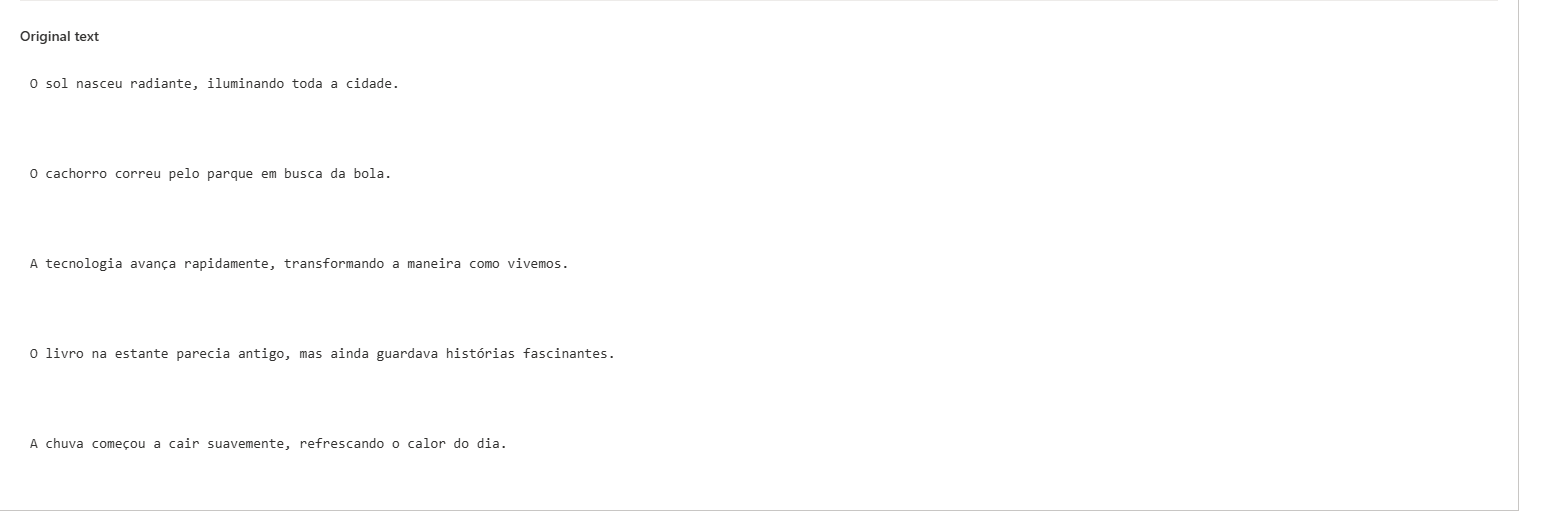 Original text
O sol nasceu radiante, iluminando toda a cidade.
O cachorro correu pelo parque em busca da bola.
A tecnologia avança rapidamente, transformando a maneira como vivemos.
O livro na estante parecia antigo, mas ainda guardava histórias fascinantes.
A chuva começou a cair suavemente, refrescando o calor do dia.